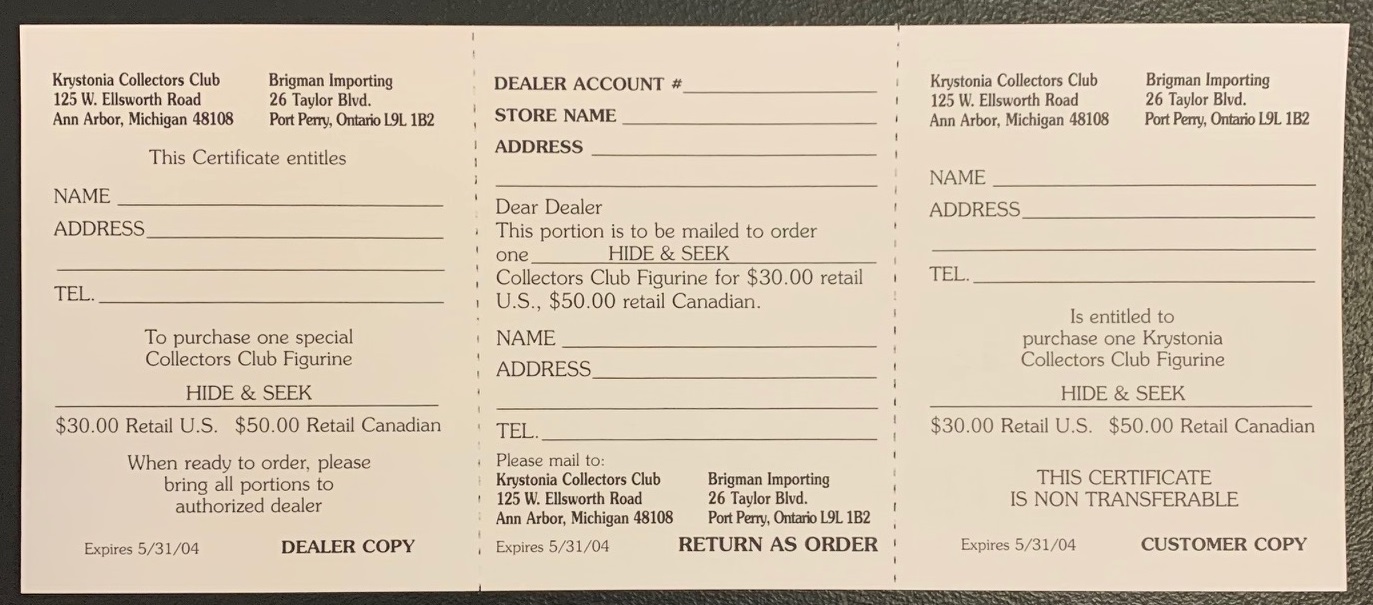 Krystonia Collectors Club
125 W. Ellsworth Road
Ann Arbor, Michigan 48108
Brigman Importing
26 Taylor Blvd.
Port Perry, Ontario L9L 1B2
This Certificate entitles
NAME
ADDRESS
TEL.
To purchase one special
Collectors Club Figurine
HIDE & SEEK
$30.00 Retail U.S. $50.00 Retail Canadian
When ready to order, please
bring all portions to
authorized dealer
Expires 5/31/04 DEALER COPY
DEALER ACCOUNT #
STORE NAME
ADDRESS
Dear Dealer
This portion is to be mailed to order
one HIDE & SEEK
Collectors Club Figurine for $30.00 retail
U.S., $50.00 retail Canadian.
NAME
ADDRESS
TEL.
Please mail to:
Krystonia Collectors Club
125 W. Ellsworth Road
Ann Arbor, Michigan 48108
Brigman Importing
26 Taylor Blvd.
Port Perry, Ontario L9L 1B2
Expires 5/31/04 RETURN AS ORDER
Krystonia Collectors Club
125 W. Ellsworth Road
Ann Arbor, Michigan 48108
Brigman Importing
26 Taylor Blvd.
Port Perry, Ontario L9L 1B2
NAME
ADDRESS
TEL.
Is entitled to
purchase one Krystonia
Collectors Club Figurine
HIDE & SEEK
$30.00 Retail U.S. $50.00 Retail Canadian
THIS CERTIFICATE
IS NON TRANSFERABLE
Expires 5/31/04 CUSTOMER COPY